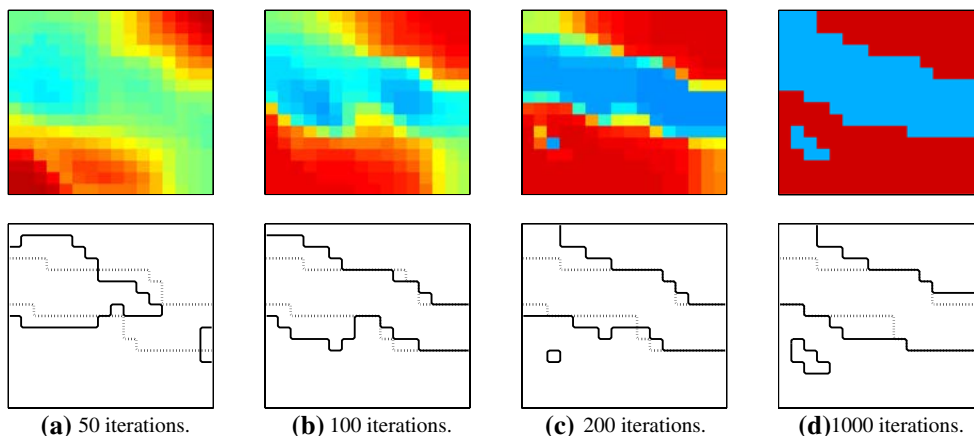 (a) 50 iterations.
(b) 100 iterations.
(c) 200 iterations.
(d)1000 iterations.